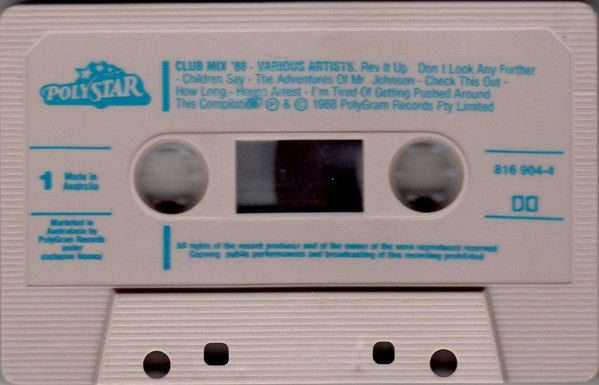 POLYSTAR
CLUB MIX '88 - VARIOUS ARTISTS. Rev It Up Don't Look Any Further
- Children Say - The Adventures Of Mr. Johnson - Check This Out -
How Long - House Arrest - I'm Tired Of Getting Pushed Around
This Compilation ℗ & © 1988 PolyGram Records Pty Limited
1 Made in
Australia
816 904-4
Marketed in
Australasia by
PolyGram Records
under
exclusive licence
All rights of the record producer and of the owner of the work reproduced reserved
Copying public performances and broadcasting of this recording prohibited